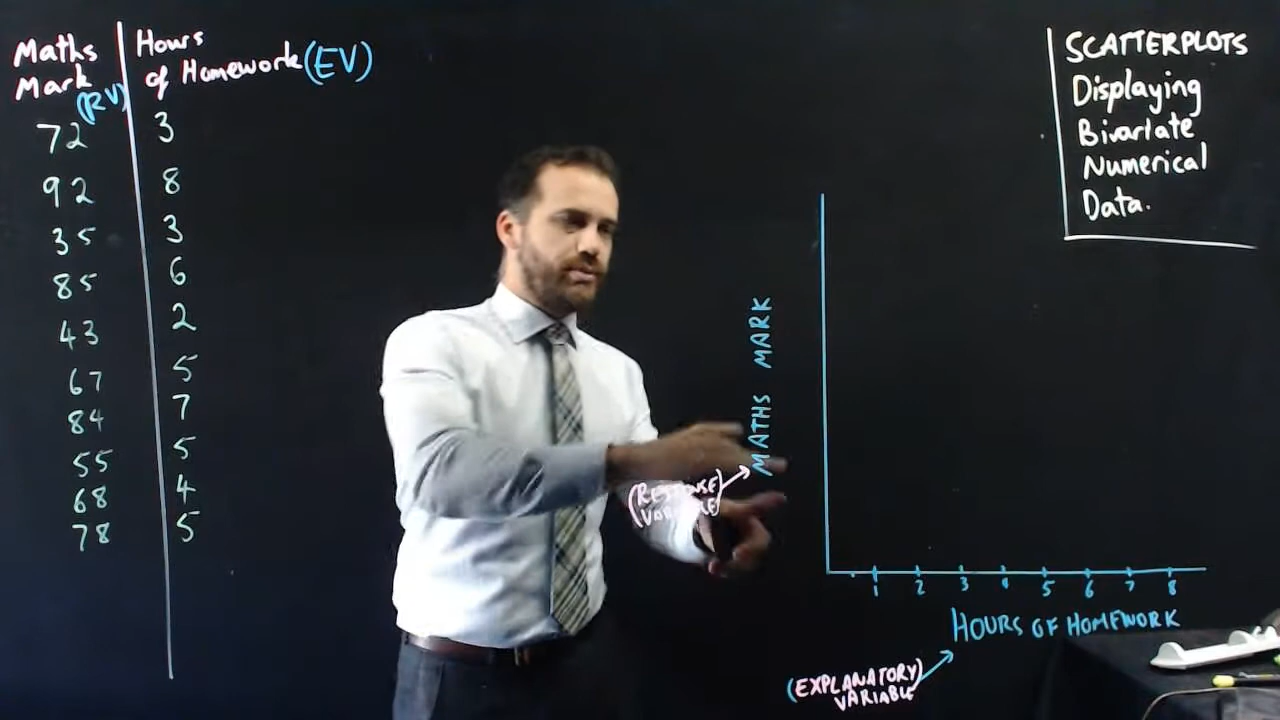 Maths Mark (RV) | Hours of Homework (EV)
72 3
92 8
35 3
85 6
43 2
67 5
84 7
55 5
68 4
78 5
SCATTERPLOTS
Displaying
Bivariate
Numerical
Data.
MATHS MARK
(RESPONSE)
VARIABLE
1 2 3 4 5 6 7 8
HOURS OF HOMEWORK
(EXPLANATORY)
VARIABLE